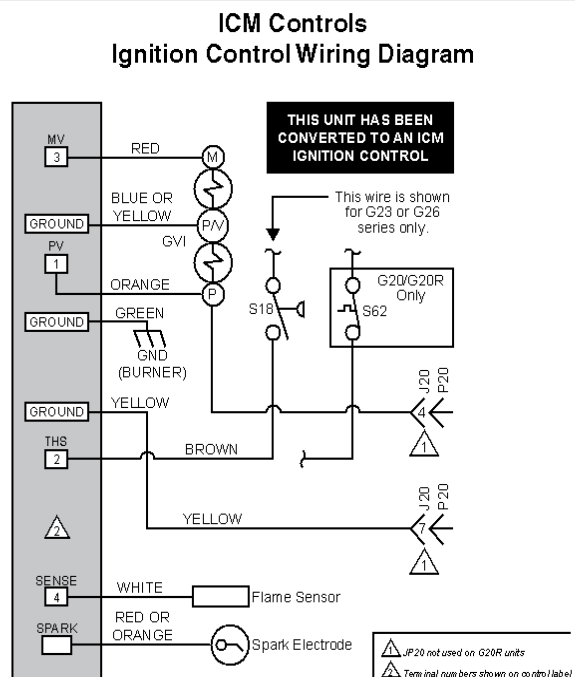 ICM Controls
Ignition Control Wiring Diagram
THIS UNIT HAS BEEN
CONVERTED TO AN ICM
IGNITION CONTROL
MV
3
RED
M
BLUE OR
YELLOW
GROUND
P/V
GVI
PV
1
ORANGE
P
This wire is shown
for G23 or G26
series only.
G20/G20R
Only
S18
S62
GROUND
GREEN
GND
(BURNER)
GROUND
YELLOW
J20
P20
4
1
THS
2
BROWN
YELLOW
J20
P20
7
1
2
SENSE
4
WHITE
Flame Sensor
SPARK
RED OR
ORANGE
Spark Electrode
1 JP20 not used on G20R units
2 Terminal numbers shown on control label